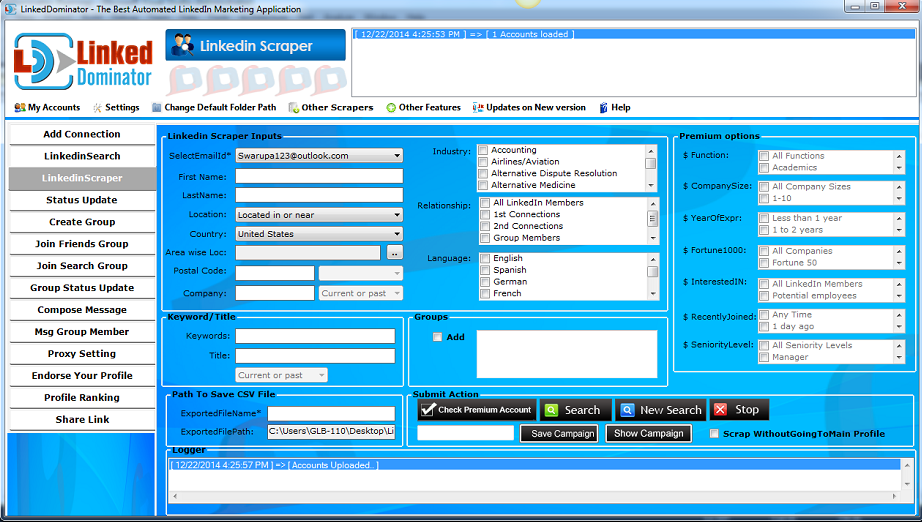 LinkedDominator - The Best Automated LinkedIn Marketing Application
Linked
Dominator
Linkedin Scraper
[ 12/22/2014 4:25:53 PM ] => [ 1 Accounts loaded ]
My Accounts Settings Change Default Folder Path Other Scrapers Other Features Updates on New version Help
Add Connection
LinkedinSearch
LinkedinScraper
Status Update
Create Group
Join Friends Group
Join Search Group
Group Status Update
Compose Message
Msg Group Member
Proxy Setting
Endorse Your Profile
Profile Ranking
Share Link
Linkedin Scraper Inputs
SelectEmailId* Swarupa123@outlook.com
First Name:
LastName:
Location: Located in or near
Country: United States
Area wise Loc: ..
Postal Code:
Company: Current or past
Industry: Accounting
Airlines/Aviation
Alternative Dispute Resolution
Alternative Medicine
Relationship: All LinkedIn Members
1st Connections
2nd Connections
Group Members
Language: English
Spanish
German
French
Premium options
$ Function: All Functions
Academics
$ CompanySize: All Company Sizes
1-10
$ YearOfExpr: Less than 1 year
1 to 2 years
$ Fortune1000: All Companies
Fortune 50
$ InterestedIN: All LinkedIn Members
Potential employees
$ RecentlyJoined: Any Time
1 day ago
$ SeniorityLevel: All Seniority Levels
Manager
Keyword/Title
Keywords:
Title:
Current or past
Groups
Add
Path To Save CSV File
ExportedFileName*
ExportedFilePath: C:\Users\GLB-110\Desktop\Li
Submit Action
Check Premium Account Search New Search Stop
Save Campaign Show Campaign Scrap WithoutGoingToMain Profile
Logger
[ 12/22/2014 4:25:57 PM ] => [ Accounts Uploaded.. ]